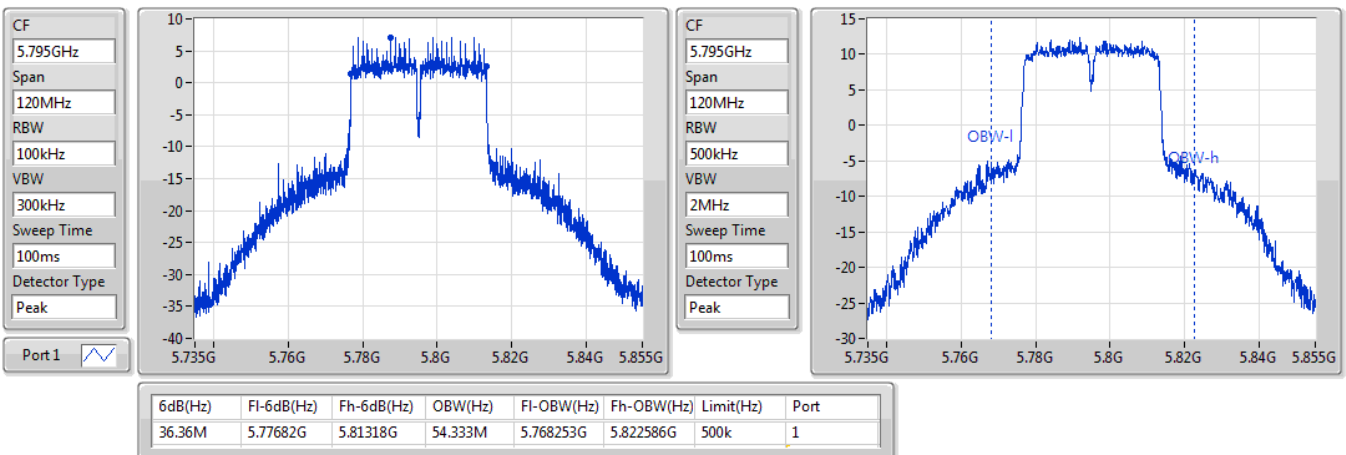 CF
5.795GHz
Span
120MHz
RBW
100kHz
VBW
300kHz
Sweep Time
100ms
Detector Type
Peak
Port 1
10
5
0
-5
-10
-15
-20
-25
-30
-35
-40
5.735G 5.76G 5.78G 5.8G 5.82G 5.84G 5.855G
CF
5.795GHz
Span
120MHz
RBW
500kHz
VBW
2MHz
Sweep Time
100ms
Detector Type
Peak
15
10
5
0
-5
-10
-15
-20
-25
-30
OBW-l
OBW-h
5.735G 5.76G 5.78G 5.8G 5.82G 5.84G 5.855G
6dB(Hz) Fl-6dB(Hz) Fh-6dB(Hz) OBW(Hz) Fl-OBW(Hz) Fh-OBW(Hz) Limit(Hz) Port
36.36M 5.77682G 5.81318G 54.333M 5.768253G 5.822586G 500k 1